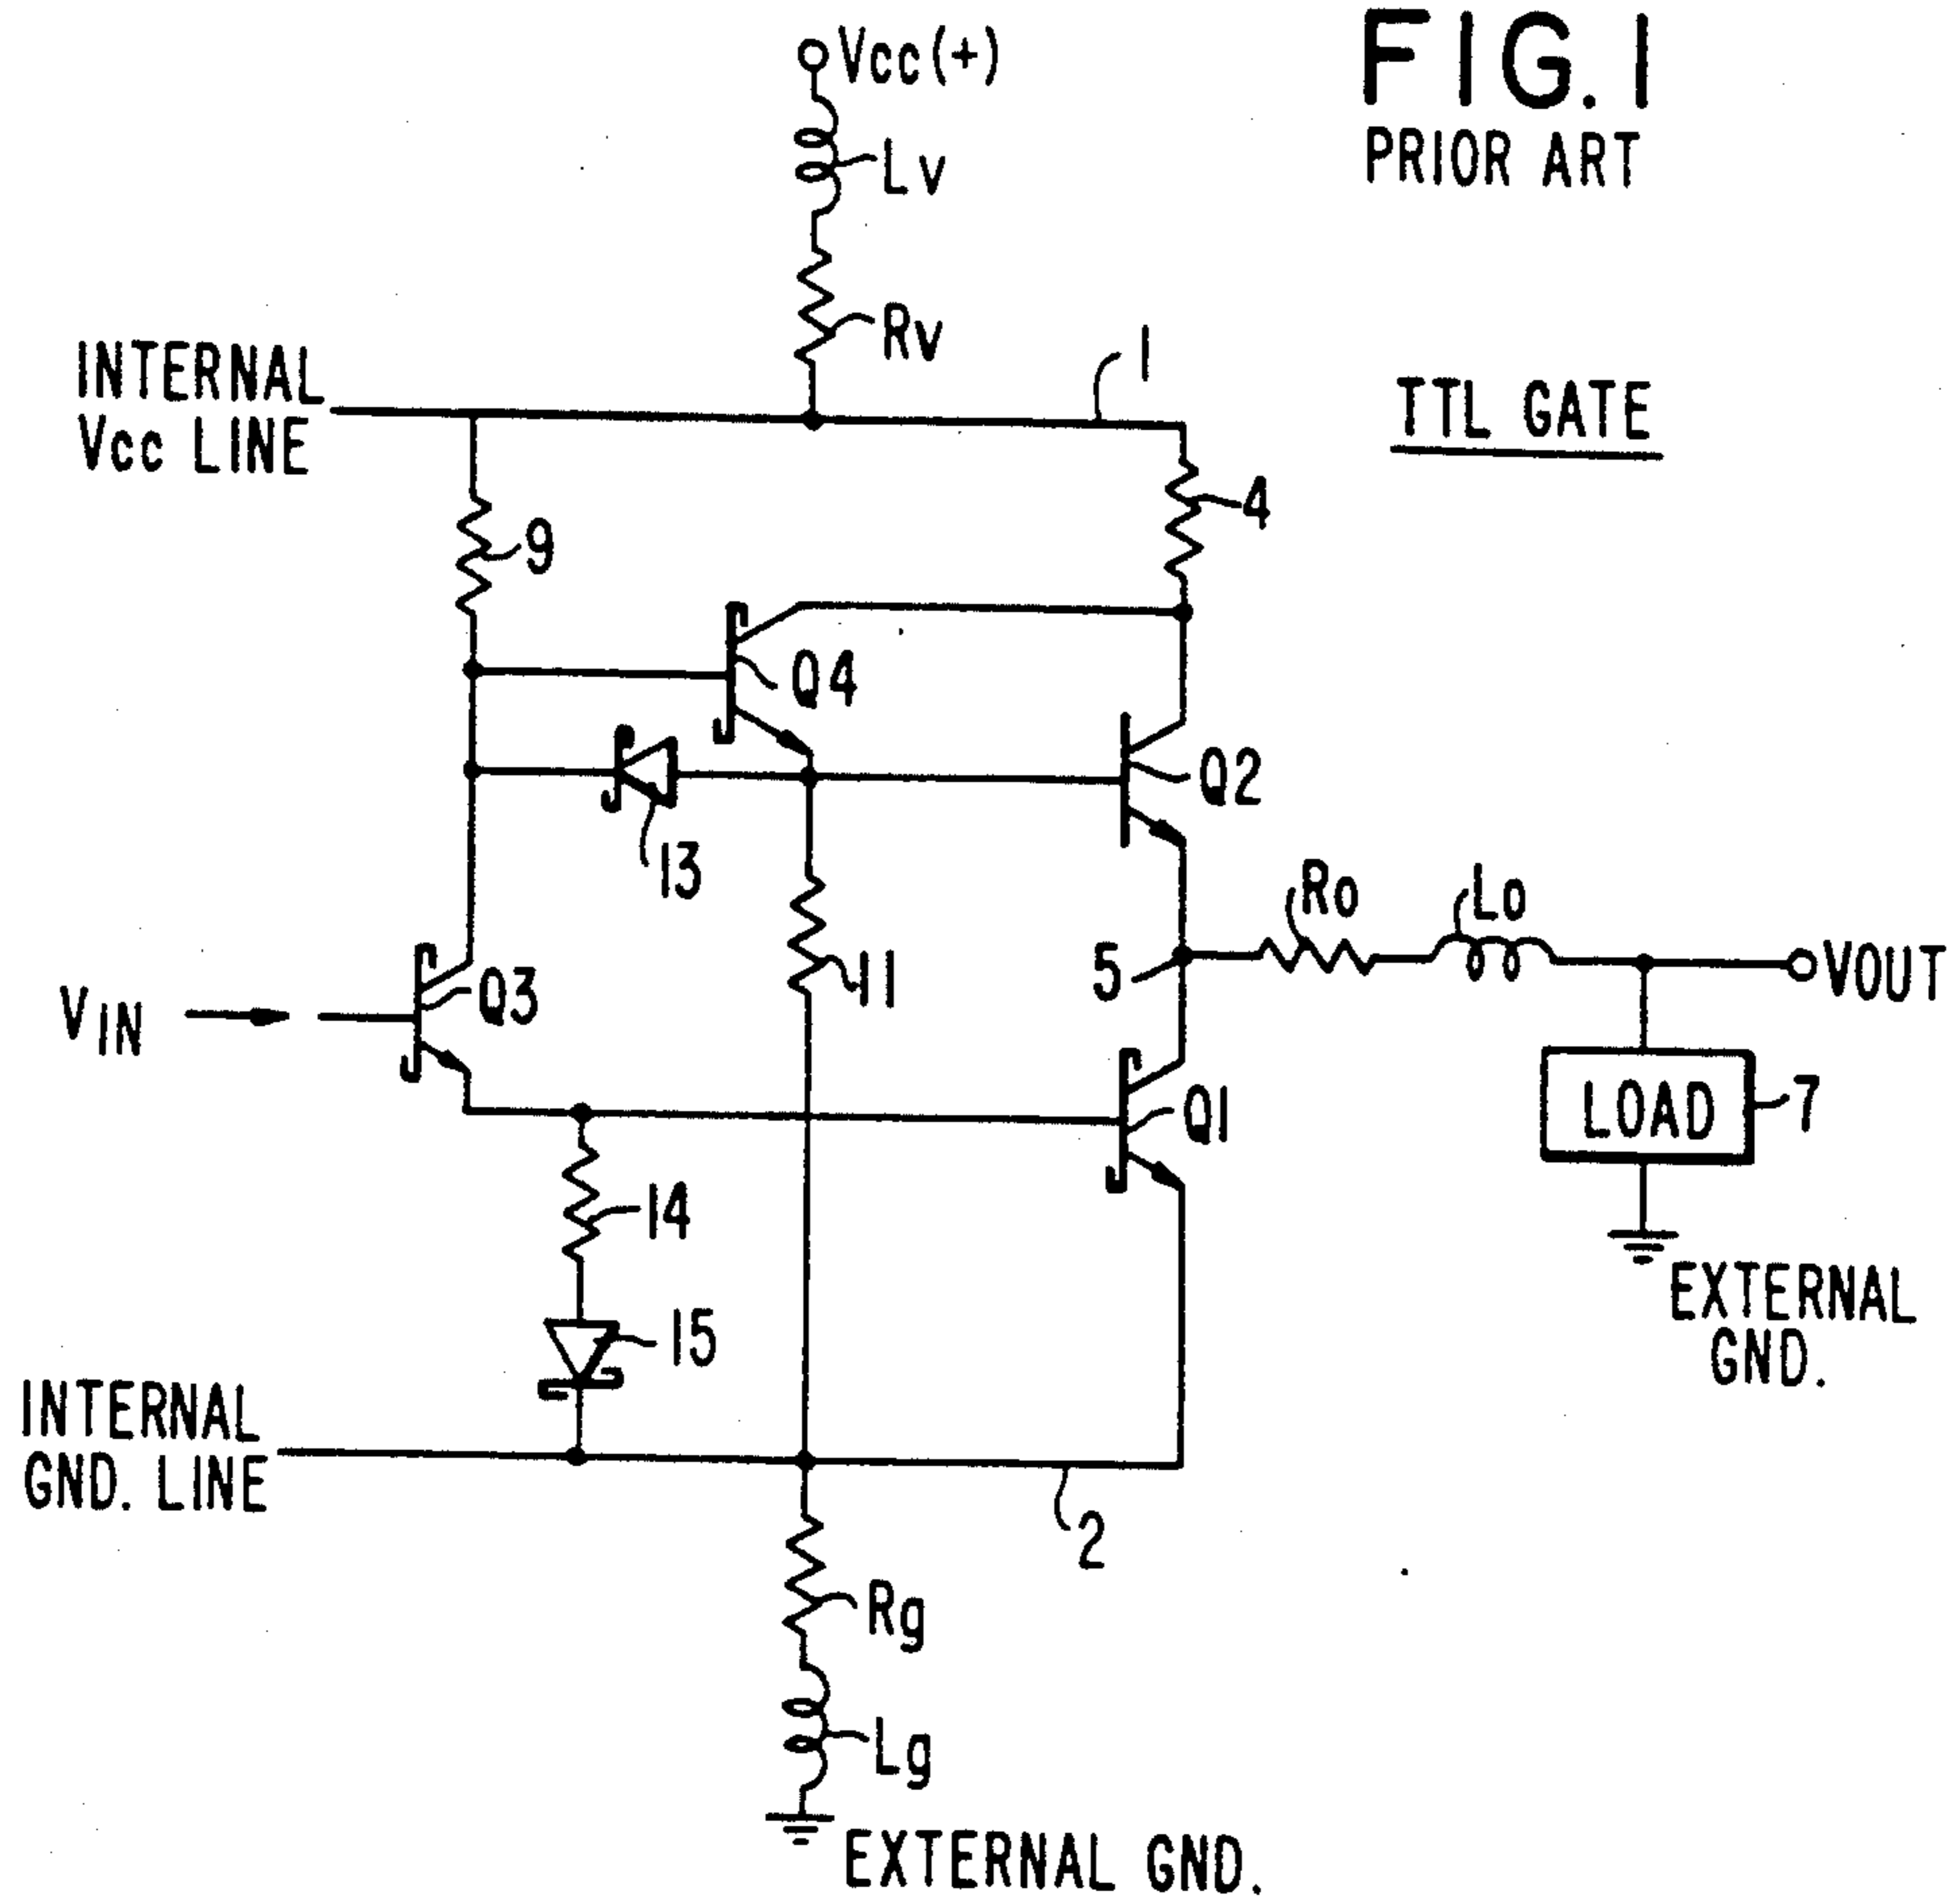 FIG. 1
PRIOR ART
Vcc(+)
Lv
Rv
INTERNAL
Vcc LINE
1
TTL GATE
4
9
Q4
Q2
13
Ro
Lo
5
VOUT
11
Q3
VIN
Q1
LOAD
7
14
EXTERNAL
GND.
15
INTERNAL
GND. LINE
2
Rg
Lg
EXTERNAL GND.